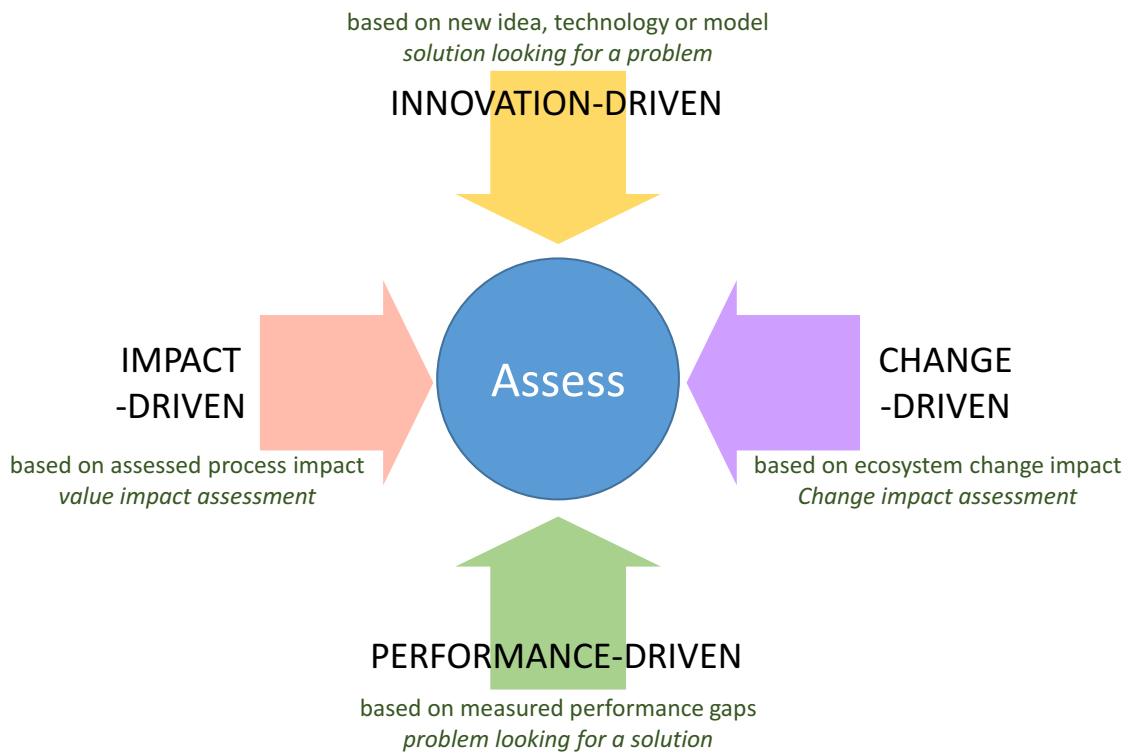 based on new idea, technology or model
solution looking for a problem
INNOVATION-DRIVEN
IMPACT
-DRIVEN
based on assessed process impact
value impact assessment
Assess
CHANGE
-DRIVEN
based on ecosystem change impact
Change impact assessment
PERFORMANCE-DRIVEN
based on measured performance gaps
problem looking for a solution